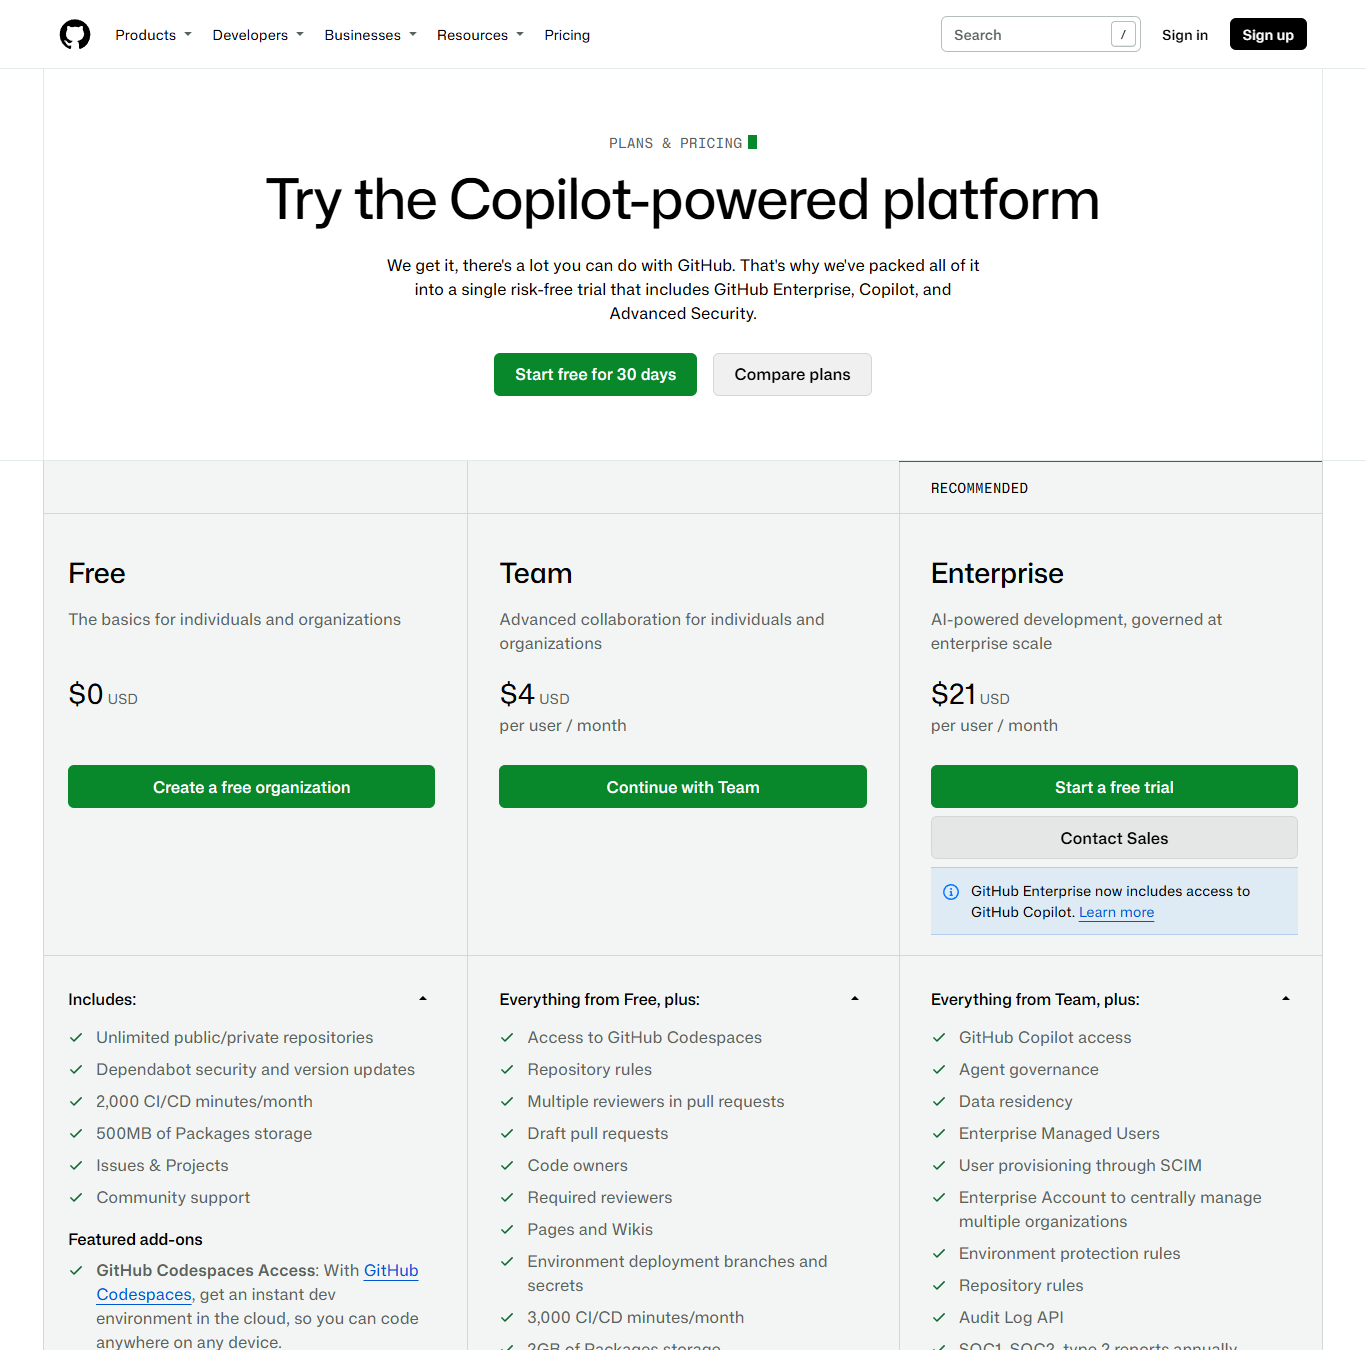 Products
Developers
Businesses
Resources
Pricing
Search
/
Sign in
Sign up
PLANS & PRICING
Try the Copilot-powered platform
We get it, there's a lot you can do with GitHub. That's why we've packed all of it
into a single risk-free trial that includes GitHub Enterprise, Copilot, and
Advanced Security.
Start free for 30 days
Compare plans
RECOMMENDED
Free
The basics for individuals and organizations
$0 USD
Create a free organization
Team
Advanced collaboration for individuals and
organizations
$4 USD
per user / month
Continue with Team
Enterprise
AI-powered development, governed at
enterprise scale
$21 USD
per user / month
Start a free trial
Contact Sales
GitHub Enterprise now includes access to
GitHub Copilot. Learn more
Includes:
Unlimited public/private repositories
Dependabot security and version updates
2,000 CI/CD minutes/month
500MB of Packages storage
Issues & Projects
Community support
Featured add-ons
GitHub Codespaces Access: With GitHub
Codespaces, get an instant dev
environment in the cloud, so you can code
anywhere on any device.
Everything from Free, plus:
Access to GitHub Codespaces
Repository rules
Multiple reviewers in pull requests
Draft pull requests
Code owners
Required reviewers
Pages and Wikis
Environment deployment branches and
secrets
3,000 CI/CD minutes/month
2GB of Packages storage
Everything from Team, plus:
GitHub Copilot access
Agent governance
Data residency
Enterprise Managed Users
User provisioning through SCIM
Enterprise Account to centrally manage
multiple organizations
Environment protection rules
Repository rules
Audit Log API
SOC1, SOC2, type 2 reports annually